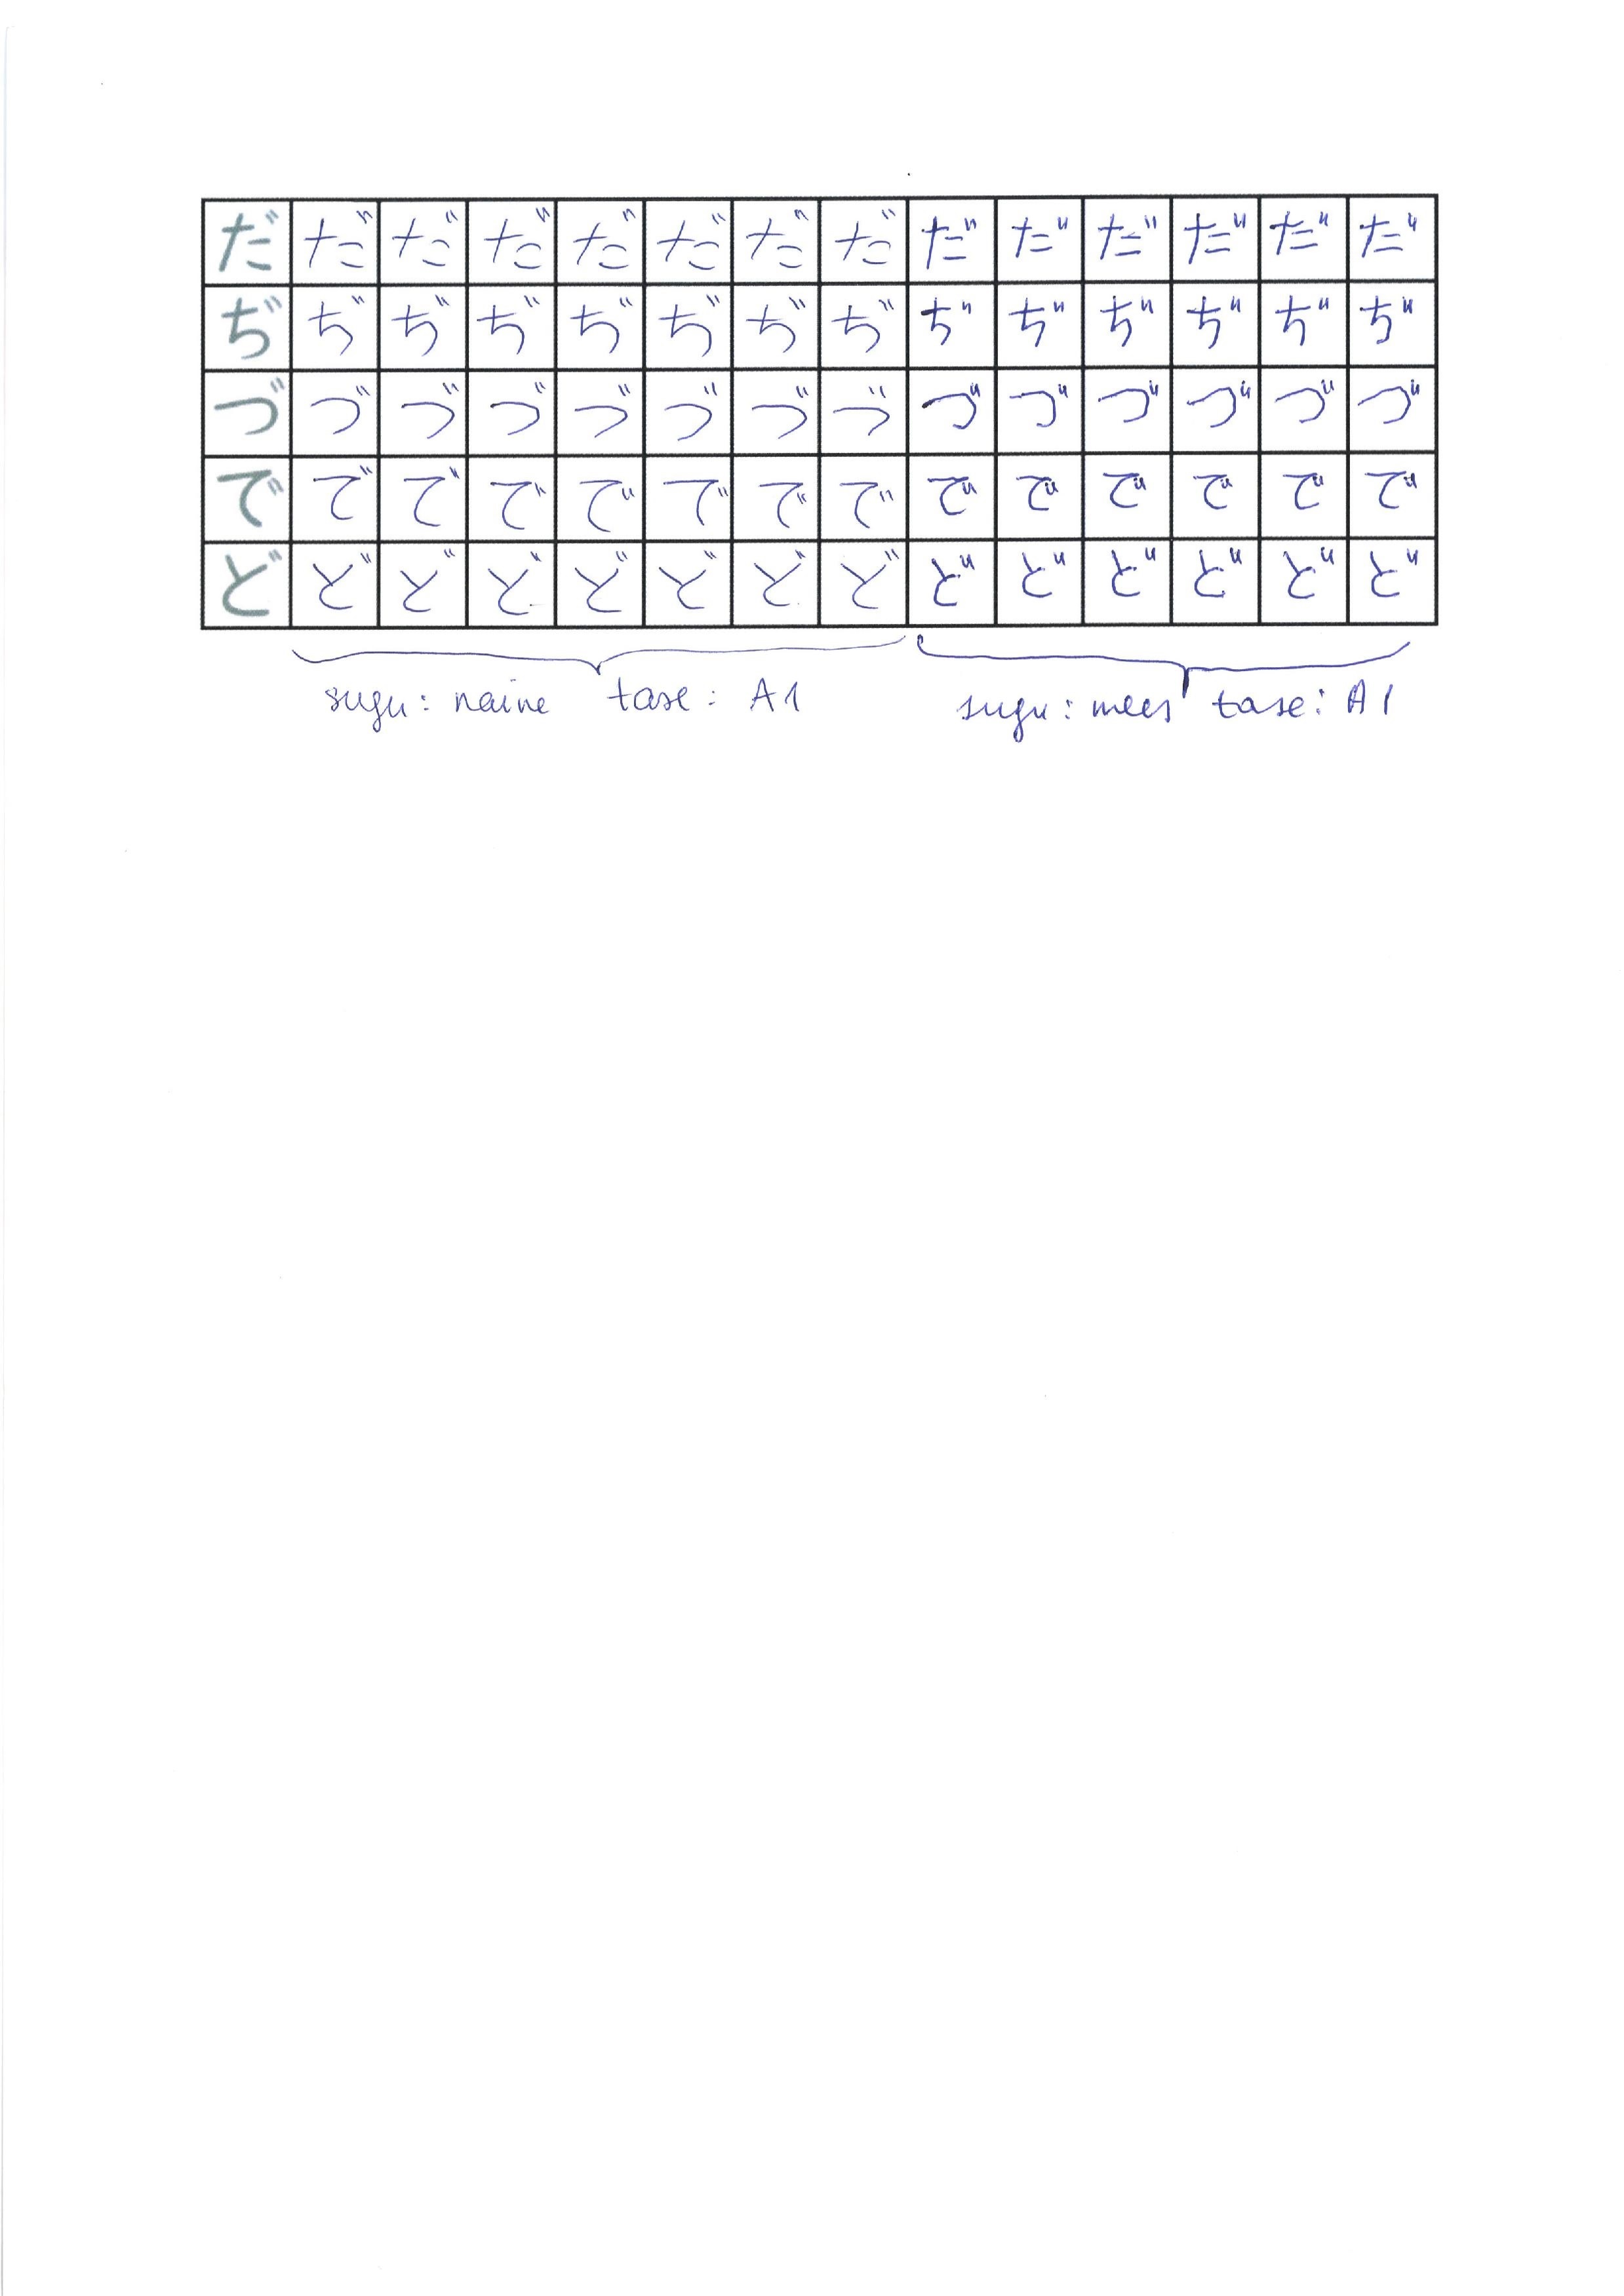 だ だ だ だ だ だ だ だ だ だ だ だ だ だ
ぢ ぢ ぢ ぢ ぢ ぢ ぢ ぢ ぢ ぢ ぢ ぢ ぢ ぢ
づ づ づ づ づ づ づ づ づ づ づ づ づ づ
で で で で で で で で で で で で で で
ど ど ど ど ど ど ど ど ど ど ど ど ど ど
sugu: naine tase: A1 sugu: mees tase: A1